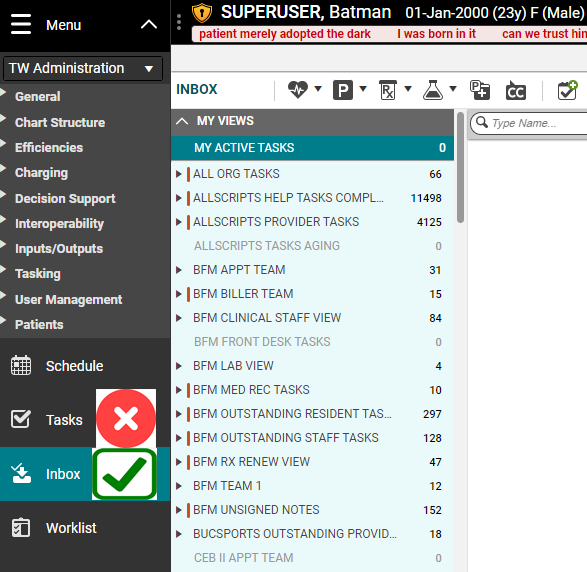 Menu
SUPERUSER, Batman 01-Jan-2000 (23y) F (Male)
patient merely adopted the dark I was born in it can we trust him
TW Administration
General
Chart Structure
Efficiencies
Charging
Decision Support
Interoperability
Inputs/Outputs
Tasking
User Management
Patients
Schedule
Tasks
Inbox
Worklist
INBOX
P
Rx
P
CC
Type Name...
MY VIEWS
MY ACTIVE TASKS 0
ALL ORG TASKS 66
ALLSCRIPTS HELP TASKS COMPL... 11498
ALLSCRIPTS PROVIDER TASKS 4125
ALLSCRIPTS TASKS AGING 0
BFM APPT TEAM 31
BFM BILLER TEAM 15
BFM CLINICAL STAFF VIEW 84
BFM FRONT DESK TASKS 0
BFM LAB VIEW 4
BFM MED REC TASKS 10
BFM OUTSTANDING RESIDENT TAS... 297
BFM OUTSTANDING STAFF TASKS 128
BFM RX RENEW VIEW 47
BFM TEAM 1 12
BFM UNSIGNED NOTES 152
BUCSPORTS OUTSTANDING PROVID... 18
CEB II APPT TEAM 0